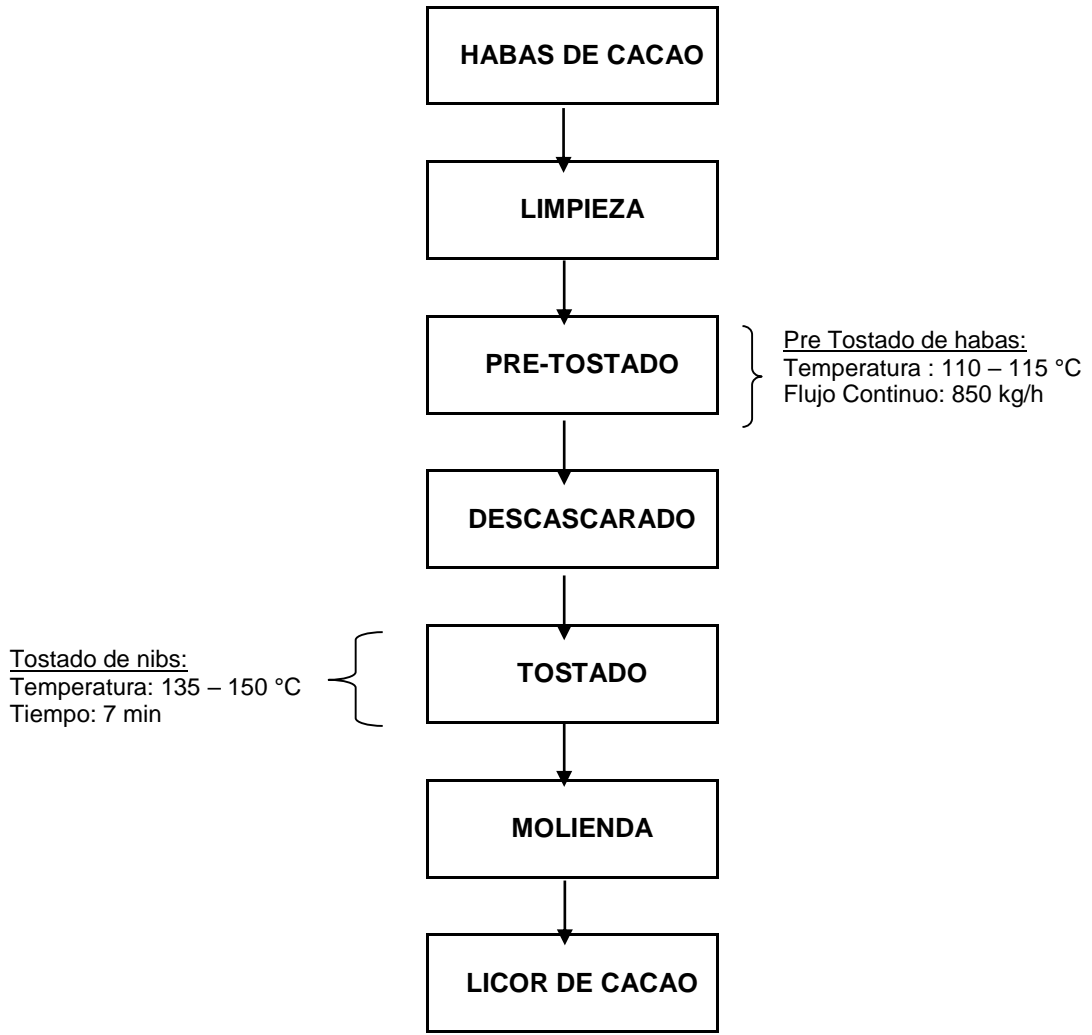 HABAS DE CACAO
LIMPIEZA
PRE-TOSTADO
Pre Tostado de habas:
Temperatura : 110 – 115 °C
Flujo Continuo: 850 kg/h
DESCASCARADO
Tostado de nibs:
Temperatura: 135 – 150 °C
Tiempo: 7 min
TOSTADO
MOLIENDA
LICOR DE CACAO